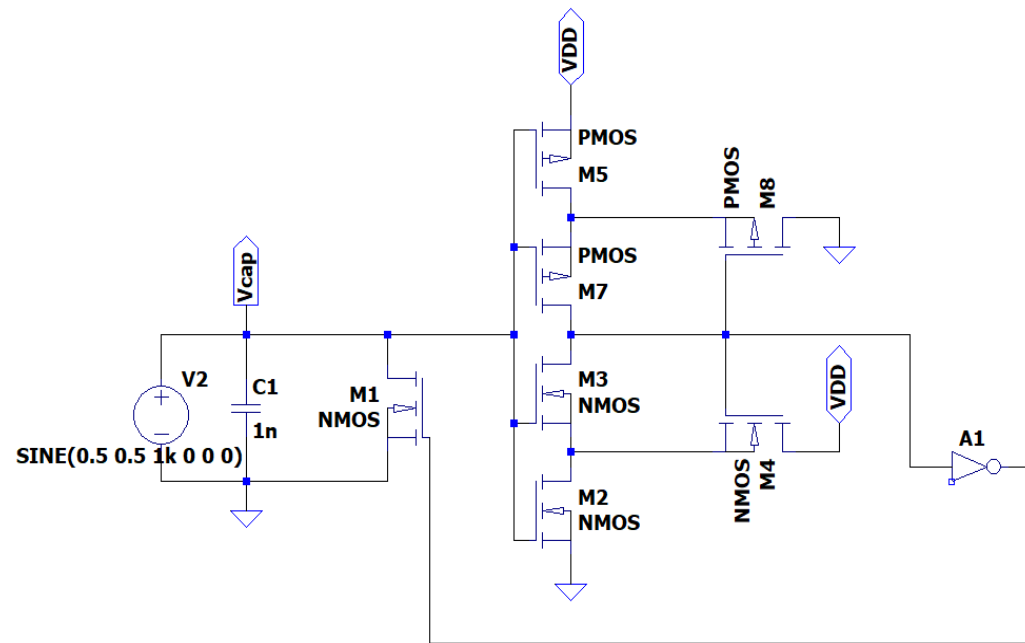 VDD
PMOS
M5
PMOS
M8
PMOS
M7
Vcap
V2
C1
1n
M1
NMOS
M3
NMOS
VDD
NMOS
M4
A1
SINE(0.5 0.5 1k 0 0 0)
M2
NMOS